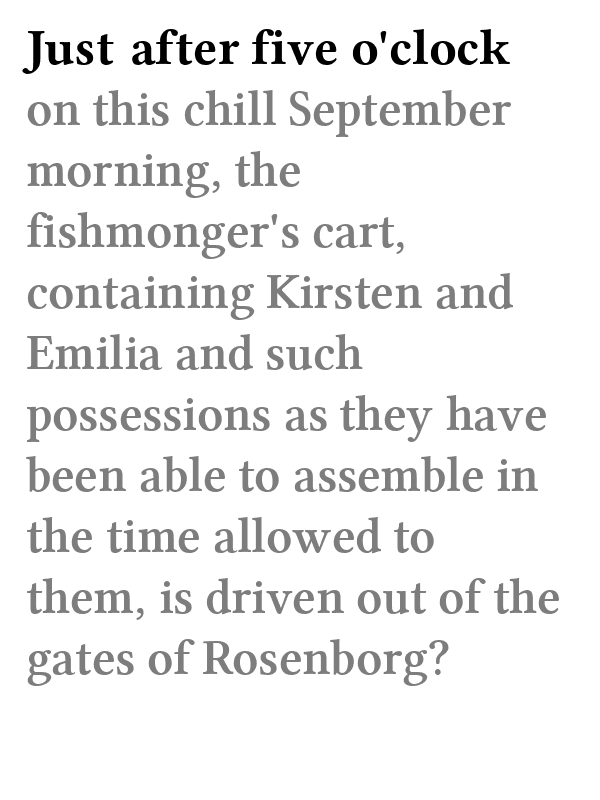 Just after five o'clock
on this chill September
morning, the
fishmonger's cart,
containing Kirsten and
Emilia and such
possessions as they have
been able to assemble in
the time allowed to
them, is driven out of the
gates of Rosenborg?